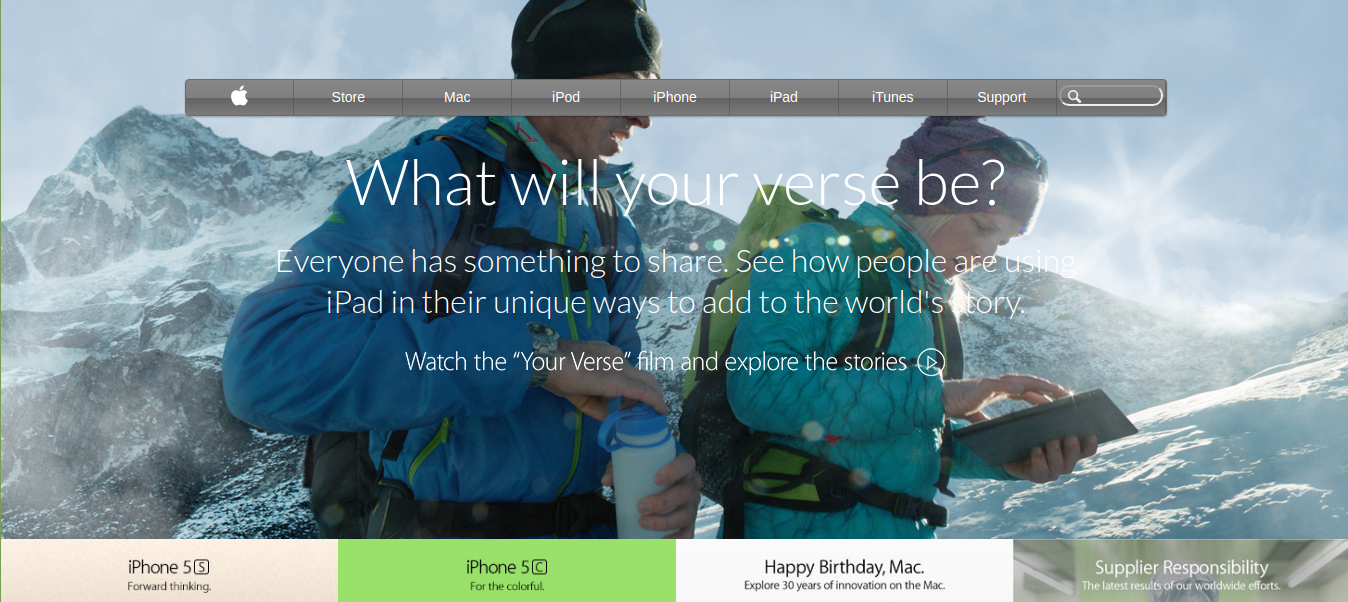 Store Mac iPod iPhone iPad iTunes Support
What will your verse be?
Everyone has something to share. See how people are using
iPad in their unique ways to add to the world's story.
Watch the “Your Verse” film and explore the stories
iPhone 5S
Forward thinking.
iPhone 5C
For the colorful.
Happy Birthday, Mac.
Explore 30 years of innovation on the Mac.
Supplier Responsibility
The latest results of our worldwide efforts.